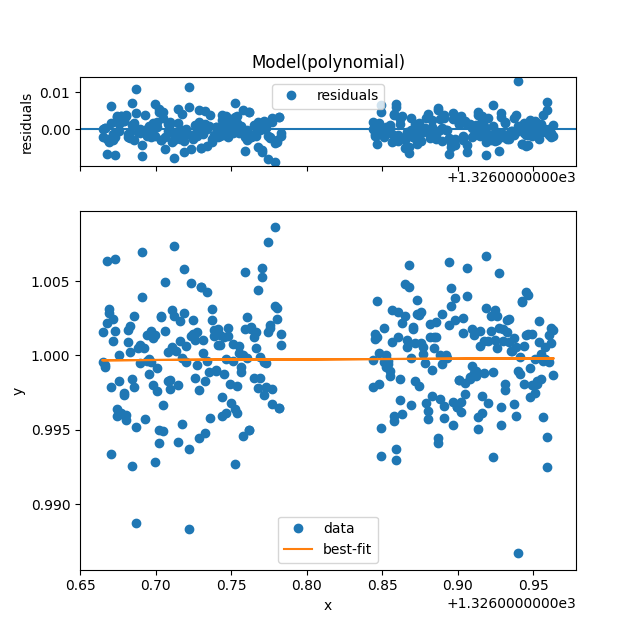 Model(polynomial)
residuals
0.01
0.00
residuals
+1.3260000000e3
y
1.005
1.000
0.995
0.990
data
best-fit
0.65 0.70 0.75 0.80 0.85 0.90 0.95
x
+1.3260000000e3